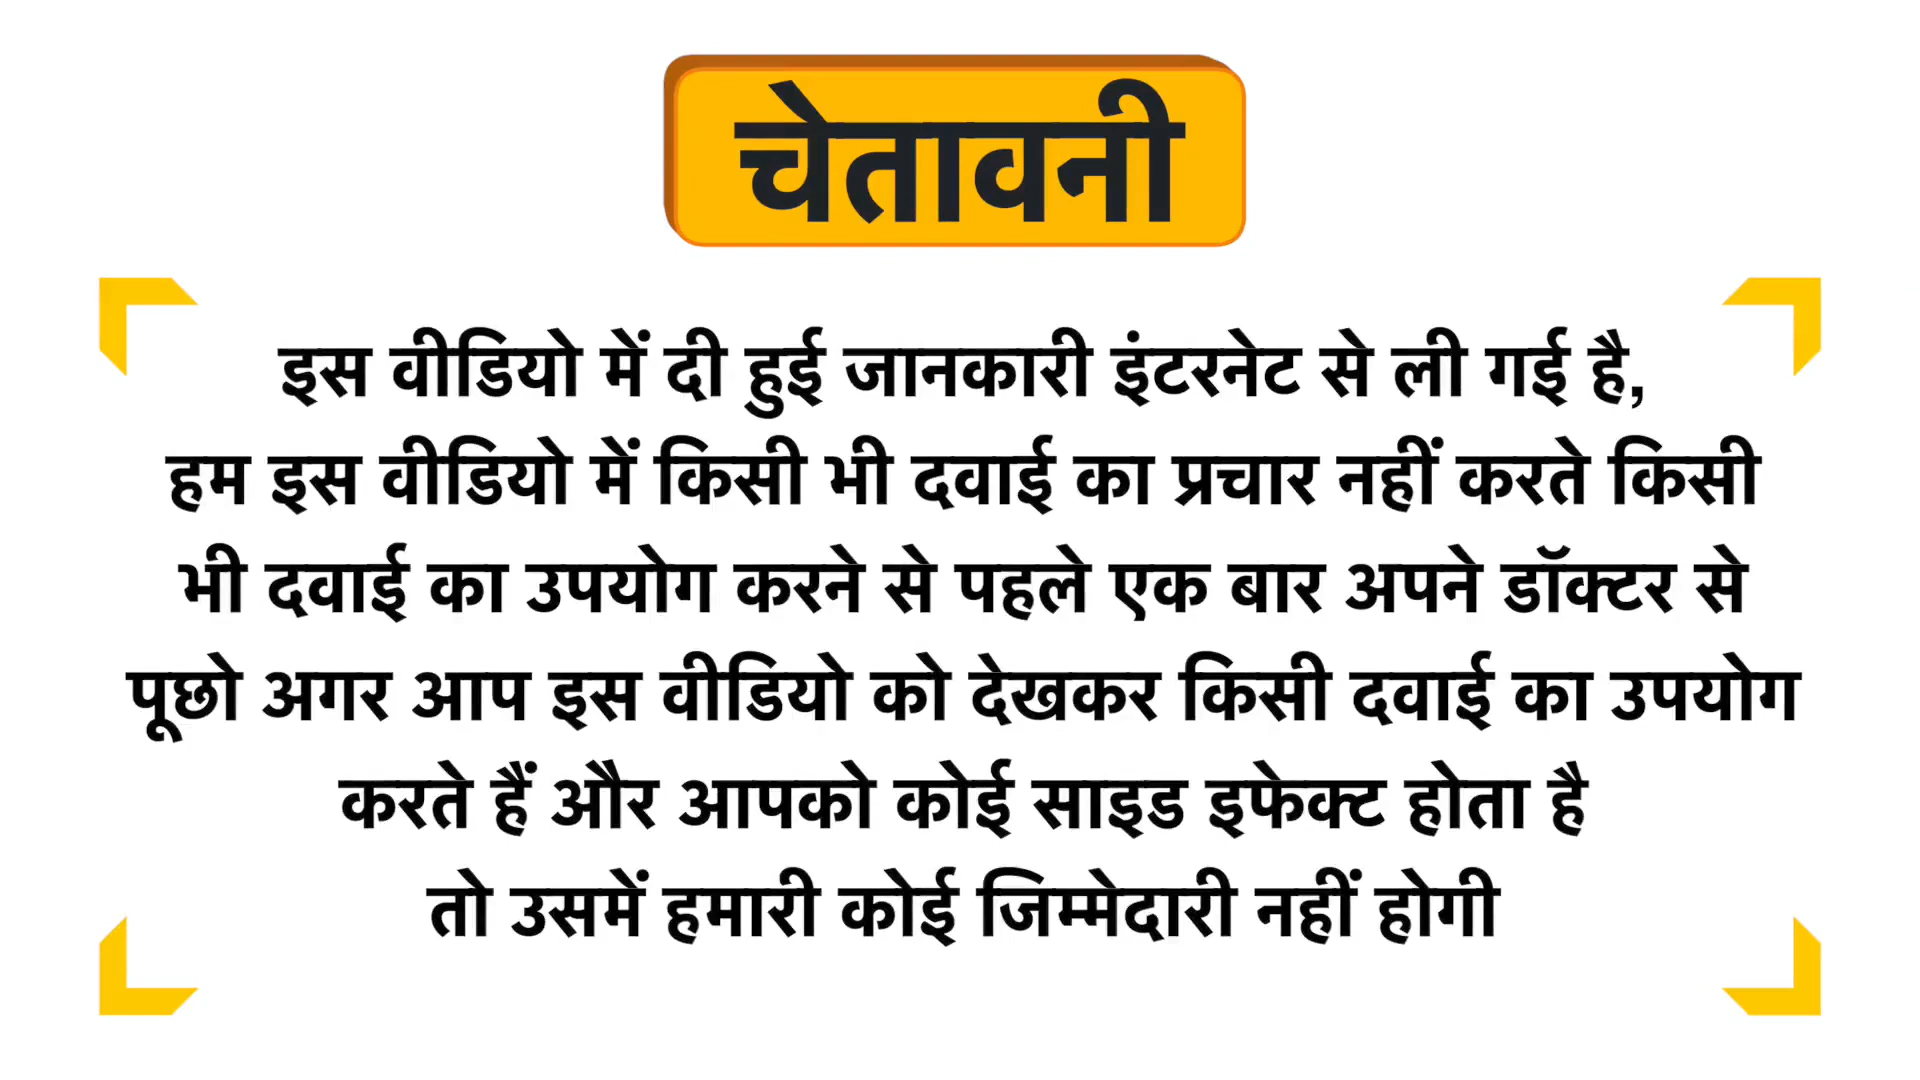 चेतावनी
इस वीडियो में दी हुई जानकारी इंटरनेट से ली गई है,
हम इस वीडियो में किसी भी दवाई का प्रचार नहीं करते किसी
भी दवाई का उपयोग करने से पहले एक बार अपने डॉक्टर से
पूछो अगर आप इस वीडियो को देखकर किसी दवाई का उपयोग
करते हैं और आपको कोई साइड इफेक्ट होता है
तो उसमें हमारी कोई जिम्मेदारी नहीं होगी